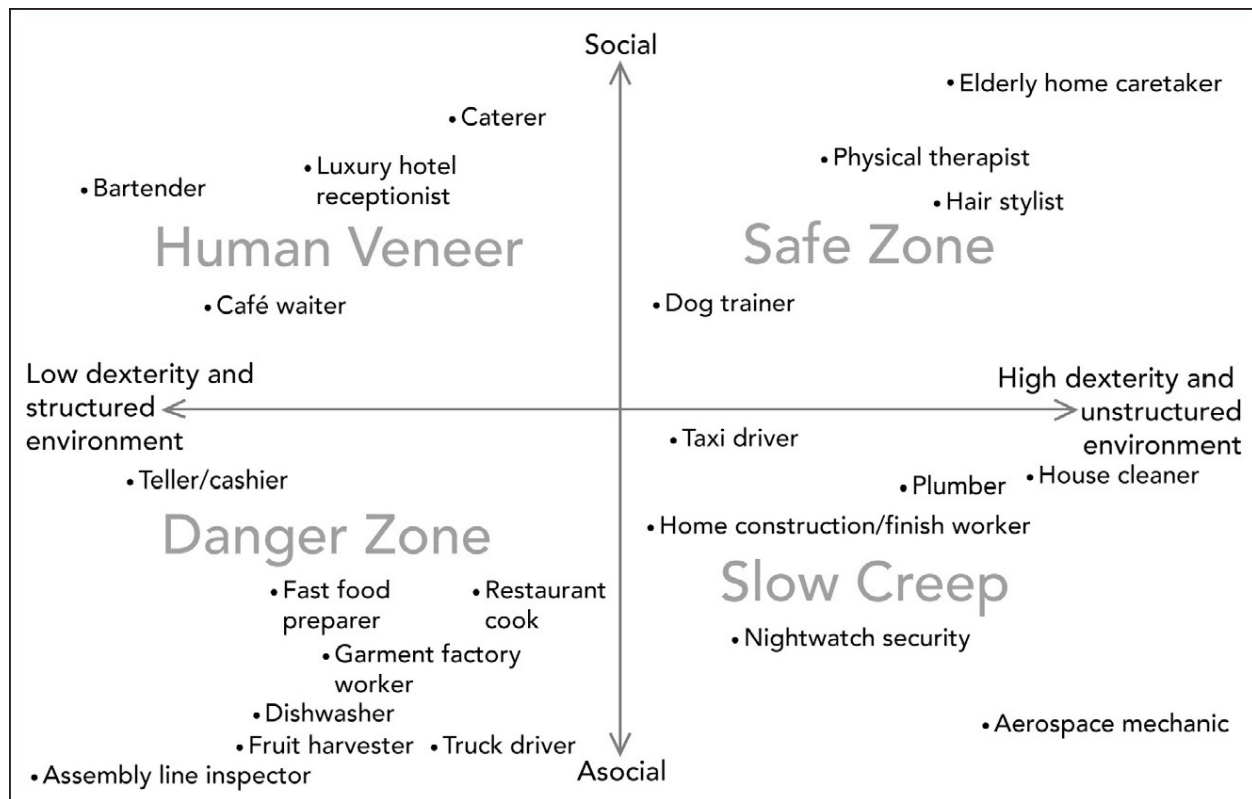 Social
Elderly home caretaker
Caterer
Physical therapist
Luxury hotel
receptionist
Bartender
Hair stylist
Human Veneer
Safe Zone
Café waiter
Dog trainer
Low dexterity and
structured
environment
High dexterity and
unstructured
environment
Taxi driver
Teller/cashier
House cleaner
Plumber
Danger Zone
Home construction/finish worker
Slow Creep
Fast food
preparer
Restaurant
cook
Nightwatch security
Garment factory
worker
Dishwasher
Aerospace mechanic
Fruit harvester
Truck driver
Assembly line inspector
Asocial